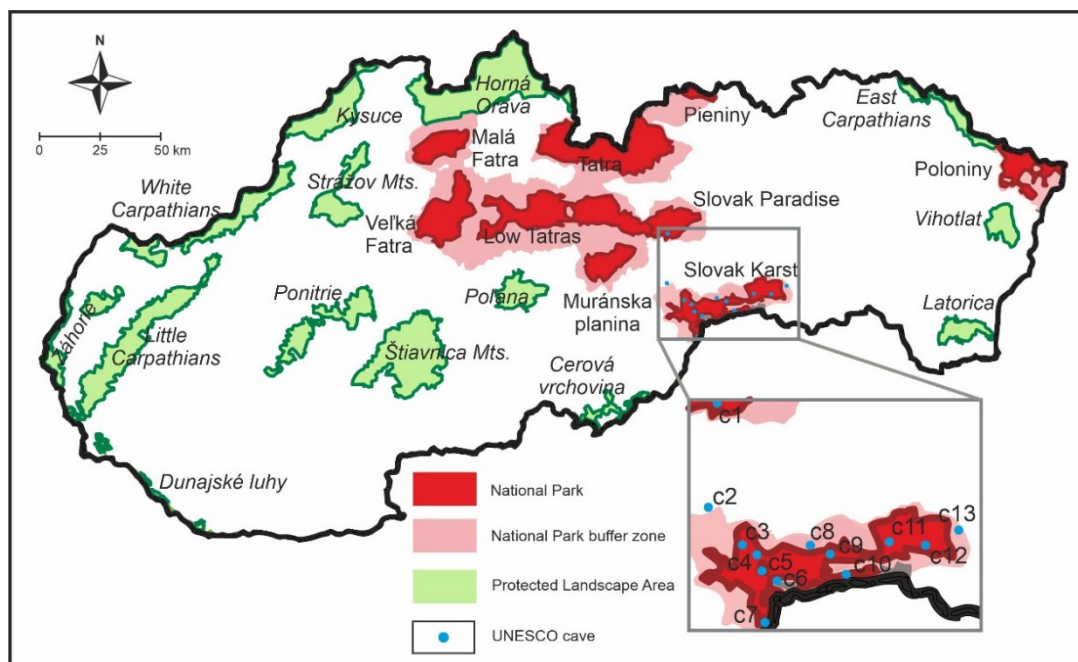 N
0 25 50 km
Horná
Orava
Kysuce
Malá
Fatra
Tatra
Pieniny
East
Carpathians
Poloniny
White
Carpathians
Strážov Mts.
Veľká
Fatra
Low Tatras
Slovak Paradise
Vihotlat
Slovak Karst
Záhorie
Little
Carpathians
Ponitrie
Poľana
Muránska
planina
Latorica
Štiavnica Mts.
Cerová
vrchovina
Dunajské luhy
National Park
National Park buffer zone
Protected Landscape Area
UNESCO cave
c1
c2
c3
c4
c5
c6
c7
c8
c9
c10
c11
c12
c13